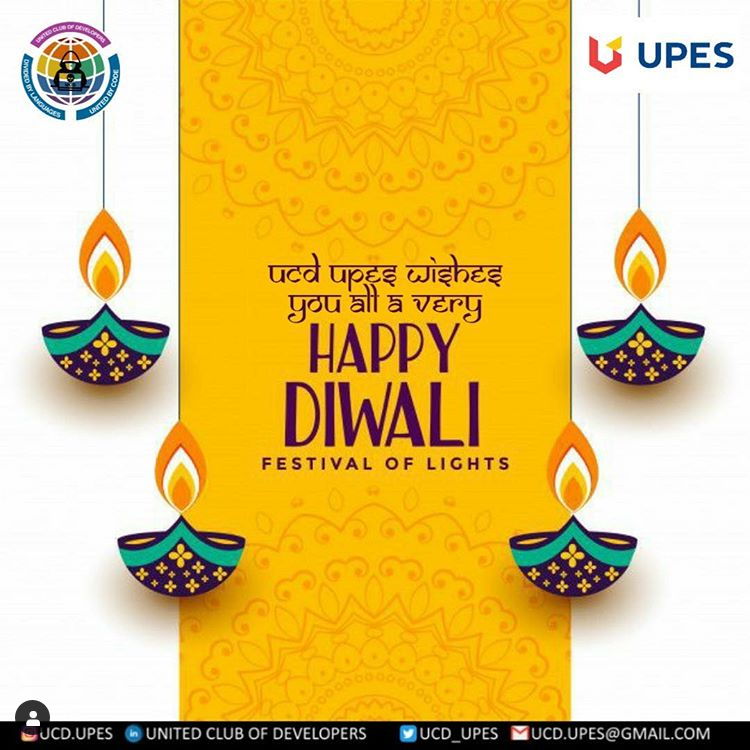 UNITED CLUB OF DEVELOPERS
DIVIDED BY LANGUAGES
UNITED BY CODE
UPES
ucd upes wishes
you all a very
HAPPY
DIWALI
FESTIVAL OF LIGHTS
UCD.UPES in UNITED CLUB OF DEVELOPERS UCD_UPES UCD.UPES@GMAIL.COM